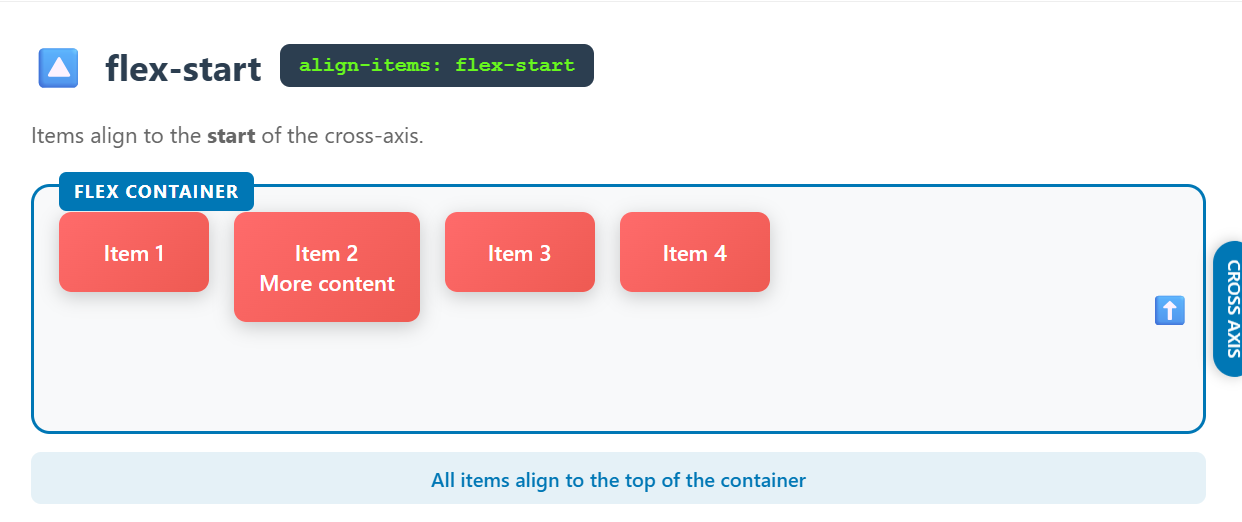 flex-start
align-items: flex-start
Items align to the start of the cross-axis.
FLEX CONTAINER
Item 1
Item 2
More content
Item 3
Item 4
CROSS AXIS
All items align to the top of the container